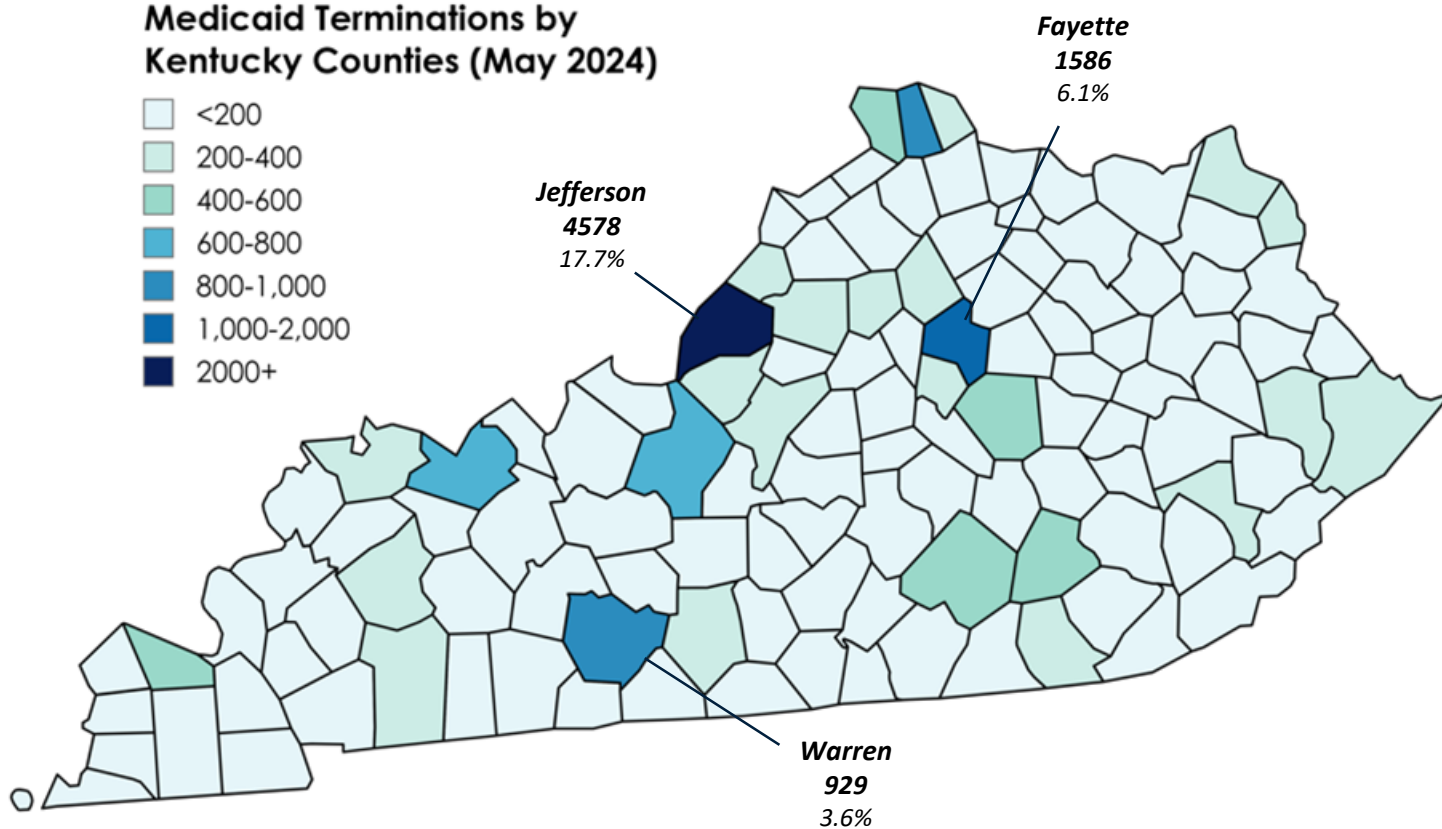 Medicaid Terminations by
Kentucky Counties (May 2024)
<200
200-400
400-600
600-800
800-1,000
1,000-2,000
2000+
Fayette
1586
6.1%
Jefferson
4578
17.7%
Warren
929
3.6%